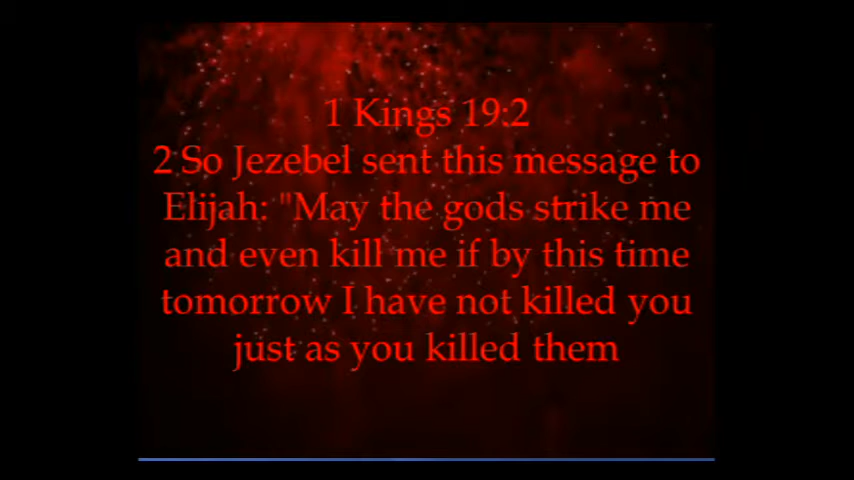 1 Kings 19:2
2 So Jezebel sent this message to
Elijah: "May the gods strike me
and even kill me if by this time
tomorrow I have not killed you
just as you killed them